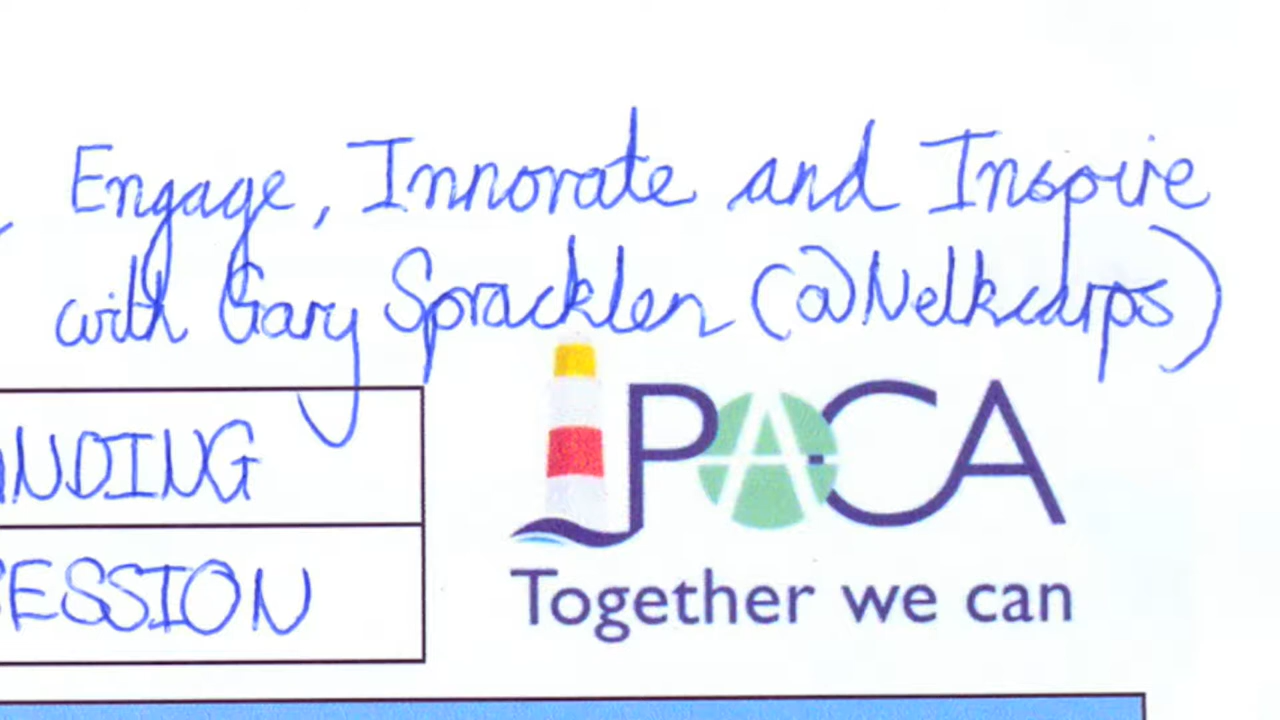 Engage, Innovate and Inspire
with Gary Spracklen (@Nelkcarps)
NDING
PACA
ESSION
Together we can